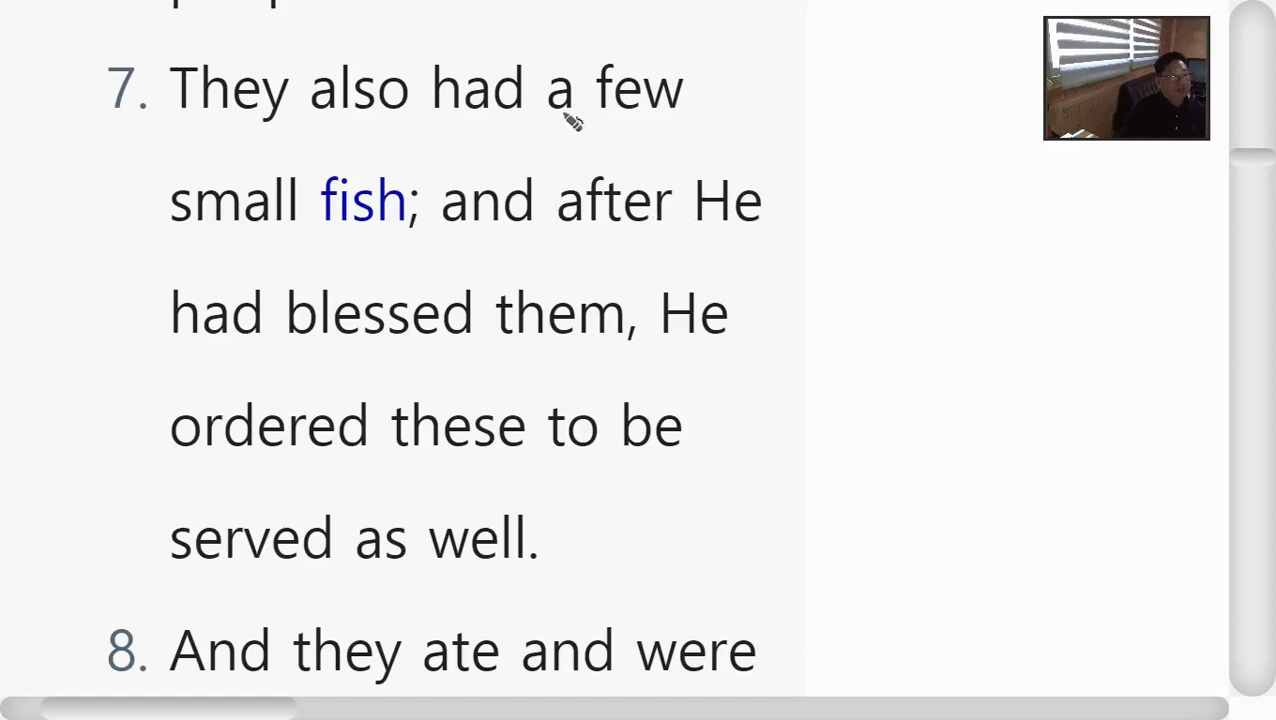 7. They also had a few
small fish; and after He
had blessed them, He
ordered these to be
served as well.
8. And they ate and were